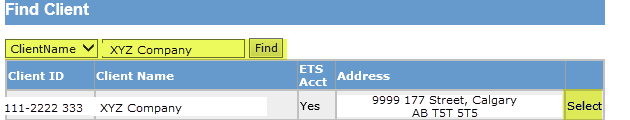 Find Client
ClientName XYZ Company Find
Client ID Client Name ETS Acct Address
111-2222 333 XYZ Company Yes 9999 177 Street, Calgary AB T5T 5T5 Select